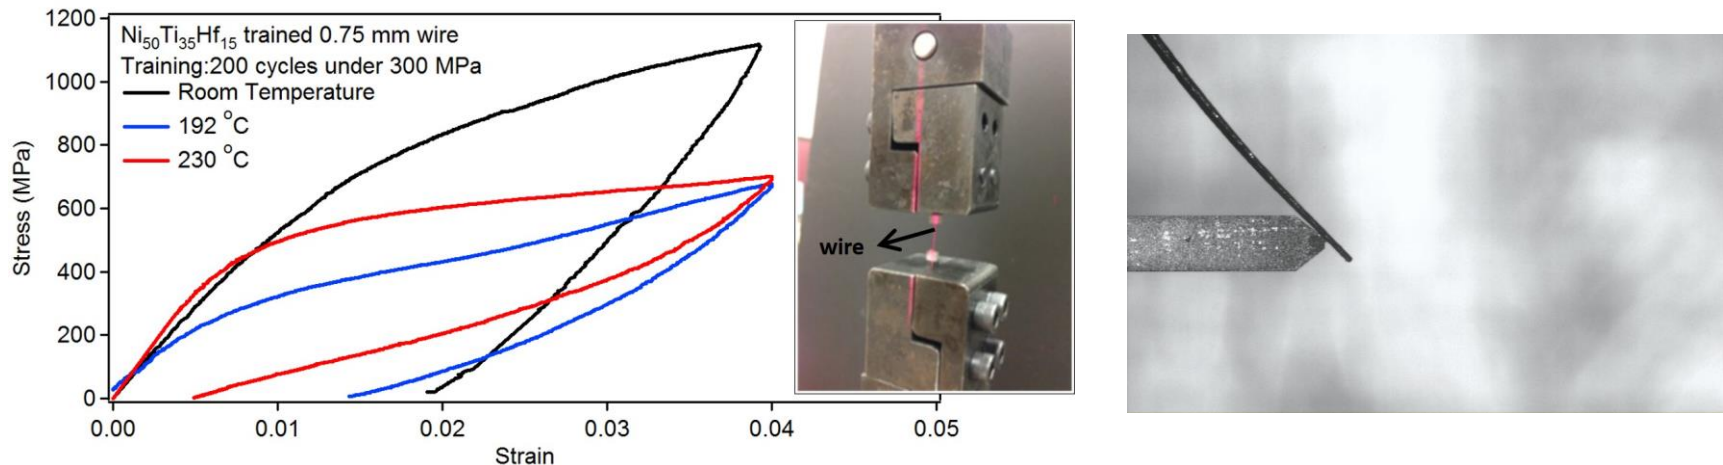 1200
1000
800
600
400
200
0
Stress (MPa)
Ni₅₀Ti₃₅Hf₁₅ trained 0.75 mm wire
Training:200 cycles under 300 MPa
Room Temperature
192 °C
230 °C
wire
0.00 0.01 0.02 0.03 0.04 0.05
Strain